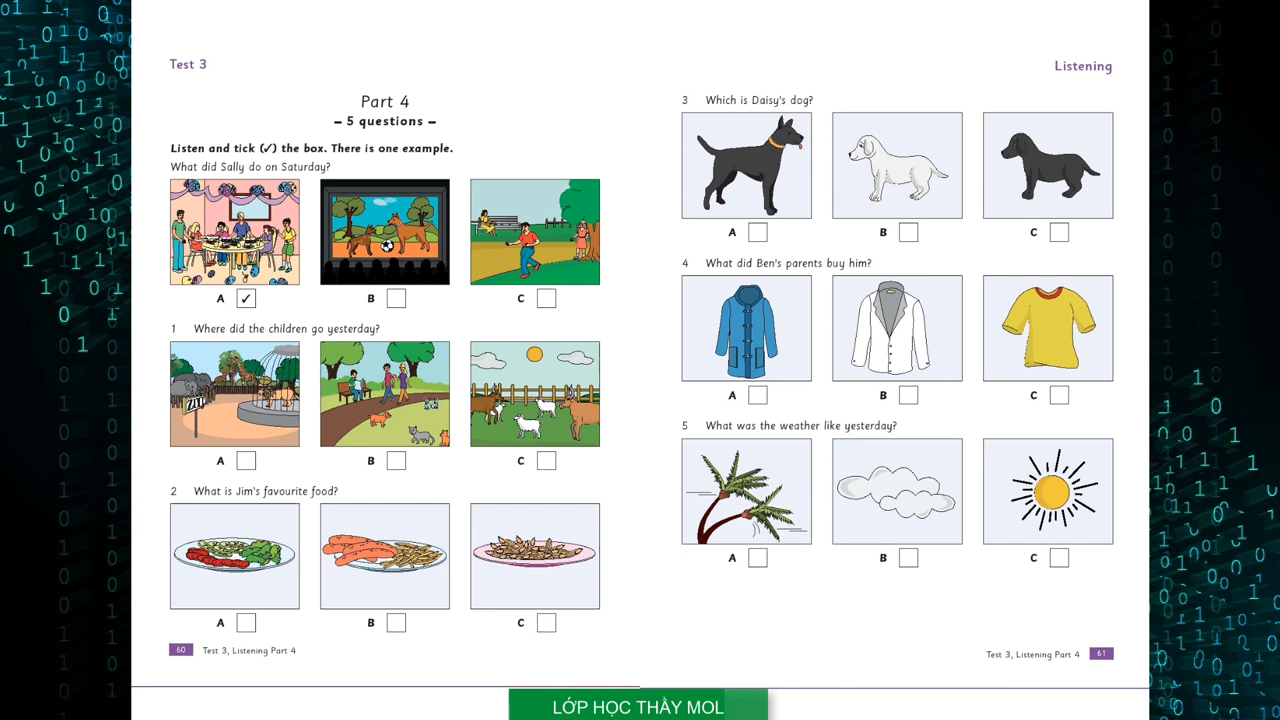 Test 3
Part 4
– 5 questions –
Listen and tick (✓) the box. There is one example.
What did Sally do on Saturday?
A ✓ B C
1 Where did the children go yesterday?
ZOO
A B C
2 What is Jim's favourite food?
A B C
60 Test 3, Listening Part 4
Listening
3 Which is Daisy's dog?
A B C
4 What did Ben's parents buy him?
A B C
5 What was the weather like yesterday?
A B C
Test 3, Listening Part 4 61
LỚP HỌC THẦY MOL